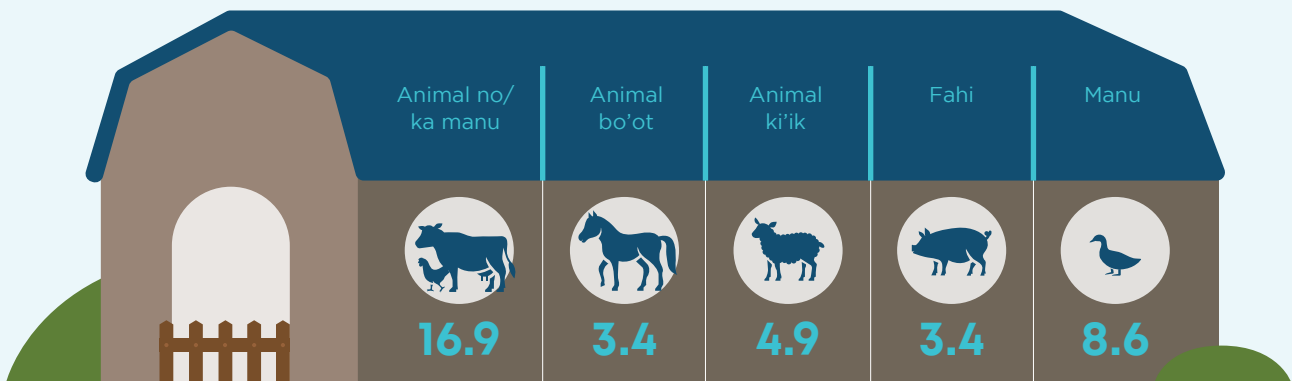 Animal no/
ka manu
Animal
bo’ot
Animal
ki’ik
Fahi
Manu
16.9
3.4
4.9
3.4
8.6